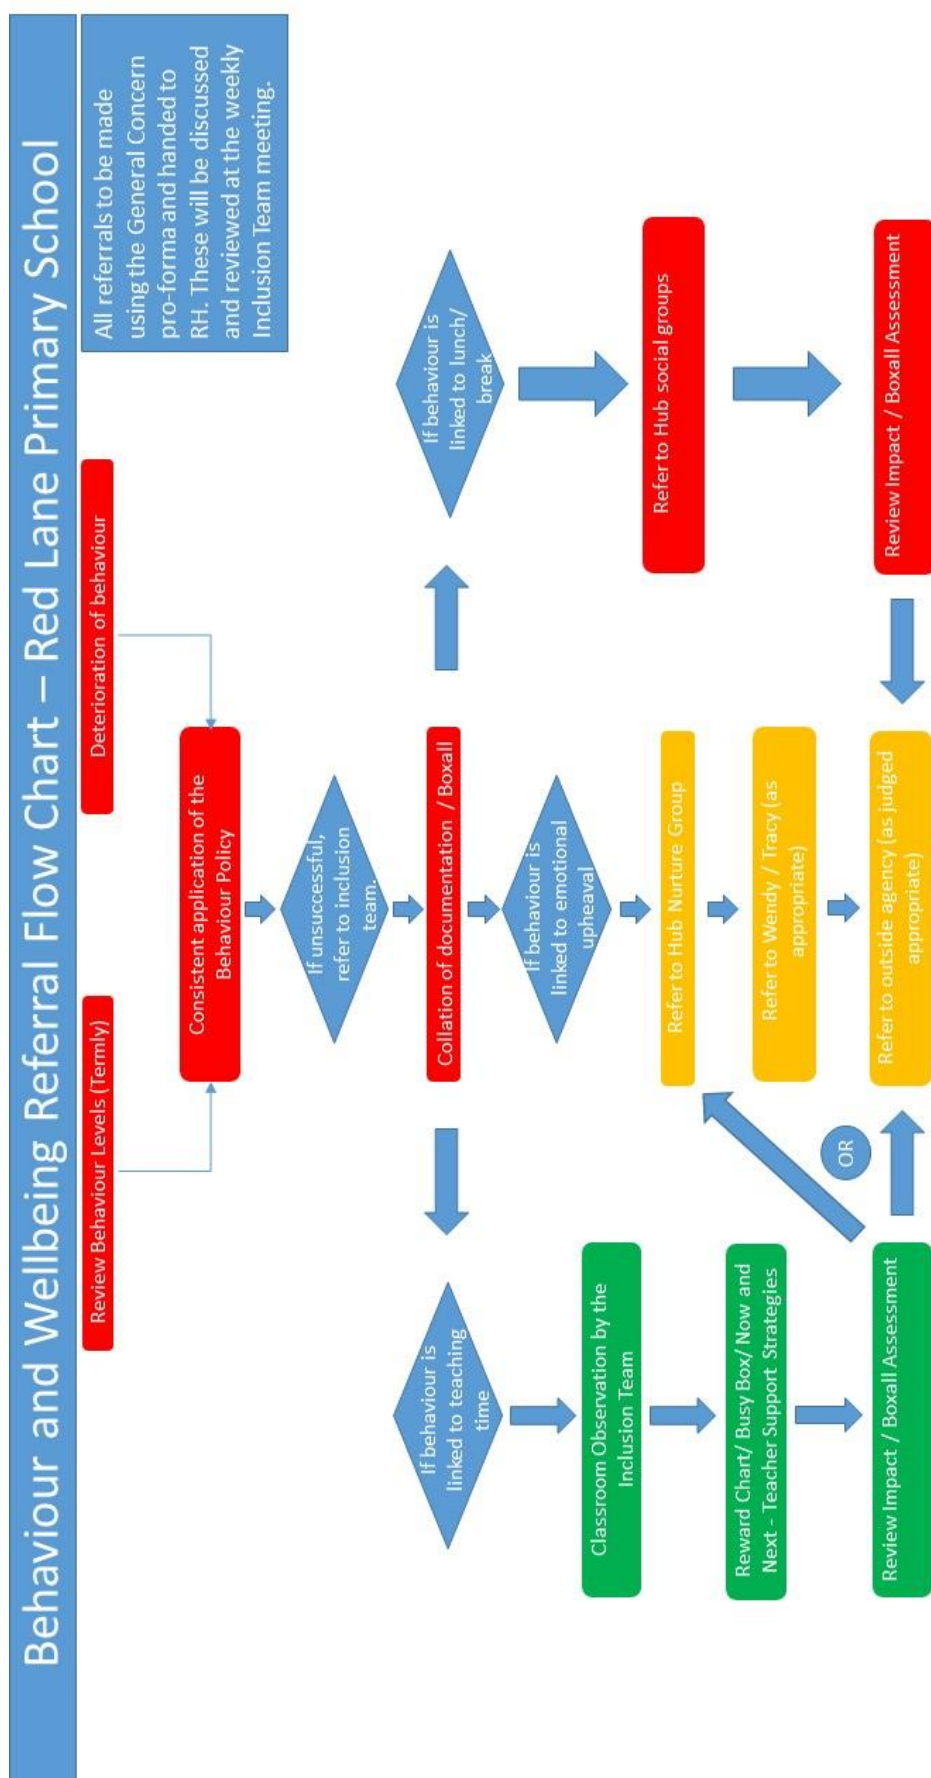 Behaviour and Wellbeing Referral Flow Chart – Red Lane Primary School
All referrals to be made
using the General Concern
pro-forma and handed to
RH. These will be discussed
and reviewed at the weekly
Inclusion Team meeting.
Review Behaviour Levels (Termly)
Deterioration of behaviour
Consistent application of the
Behaviour Policy
If unsuccessful,
refer to inclusion
team.
Collation of documentation / Boxall
If behaviour is
linked to teaching
time
If behaviour is
linked to emotional
upheaval
If behaviour is
linked to lunch/
break
Classroom Observation by the
Inclusion Team
Reward Chart/ Busy Box/ Now and
Next - Teacher Support Strategies
Review Impact / Boxall Assessment
OR
Refer to Hub Nurture Group
Refer to Wendy / Tracy (as
appropriate)
Refer to outside agency (as judged
appropriate)
Refer to Hub social groups
Review Impact / Boxall Assessment